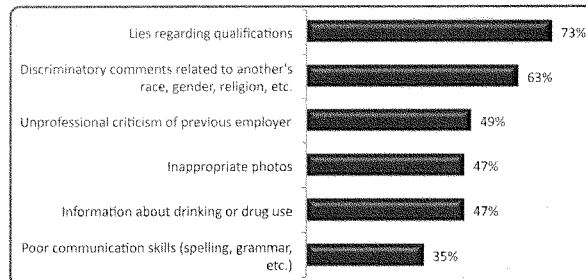 Lies regarding qualifications 73%
Discriminatory comments related to another's
race, gender, religion, etc. 63%
Unprofessional criticism of previous employer 49%
Inappropriate photos 47%
Information about drinking or drug use 47%
Poor communication skills (spelling, grammar,
etc.) 35%